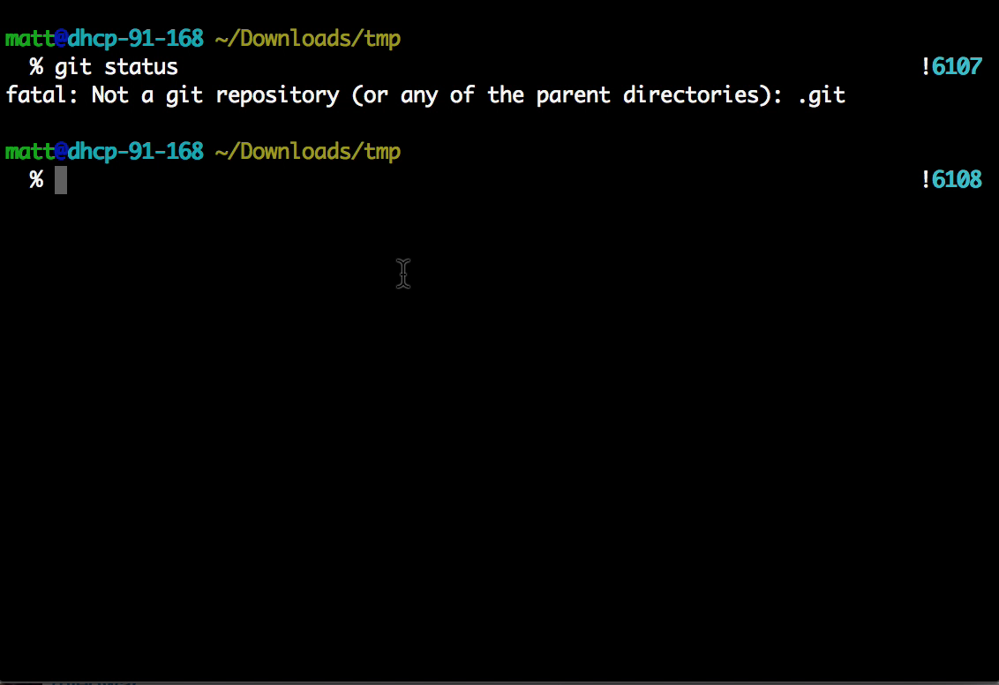 matt@dhcp-91-168 ~/Downloads/tmp
% git status !6107
fatal: Not a git repository (or any of the parent directories): .git
matt@dhcp-91-168 ~/Downloads/tmp
% !6108